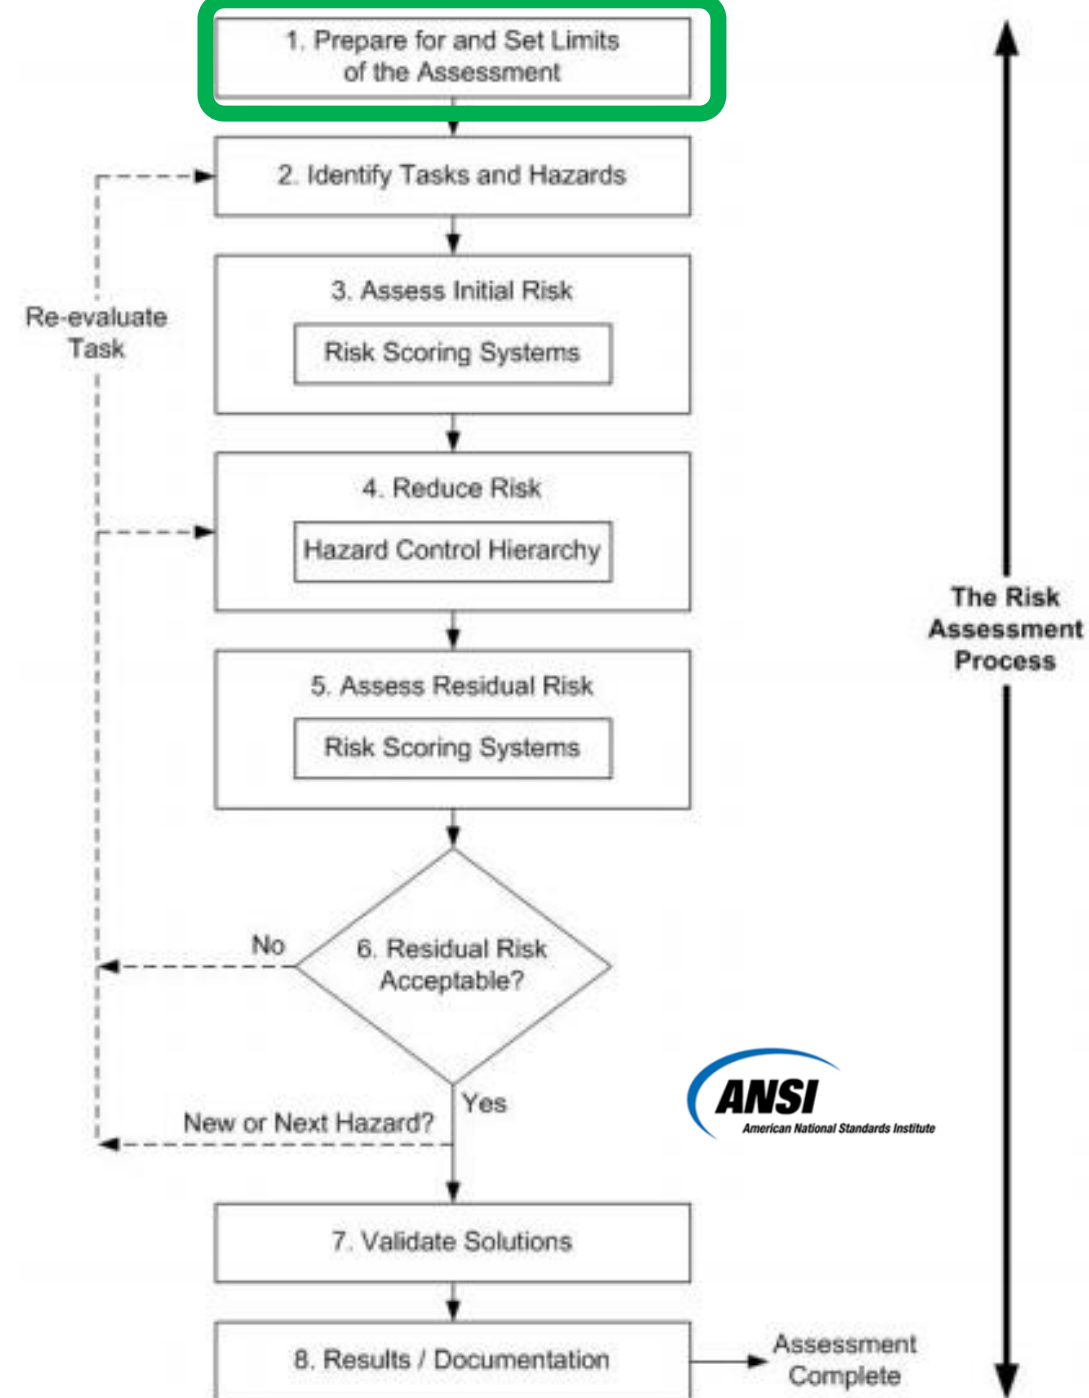 1. Prepare for and Set Limits
of the Assessment
2. Identify Tasks and Hazards
3. Assess Initial Risk
Risk Scoring Systems
Re-evaluate
Task
4. Reduce Risk
Hazard Control Hierarchy
The Risk
Assessment
Process
5. Assess Residual Risk
Risk Scoring Systems
No
6. Residual Risk
Acceptable?
Yes
New or Next Hazard?
ANSI
American National Standards Institute
7. Validate Solutions
8. Results / Documentation
Assessment
Complete